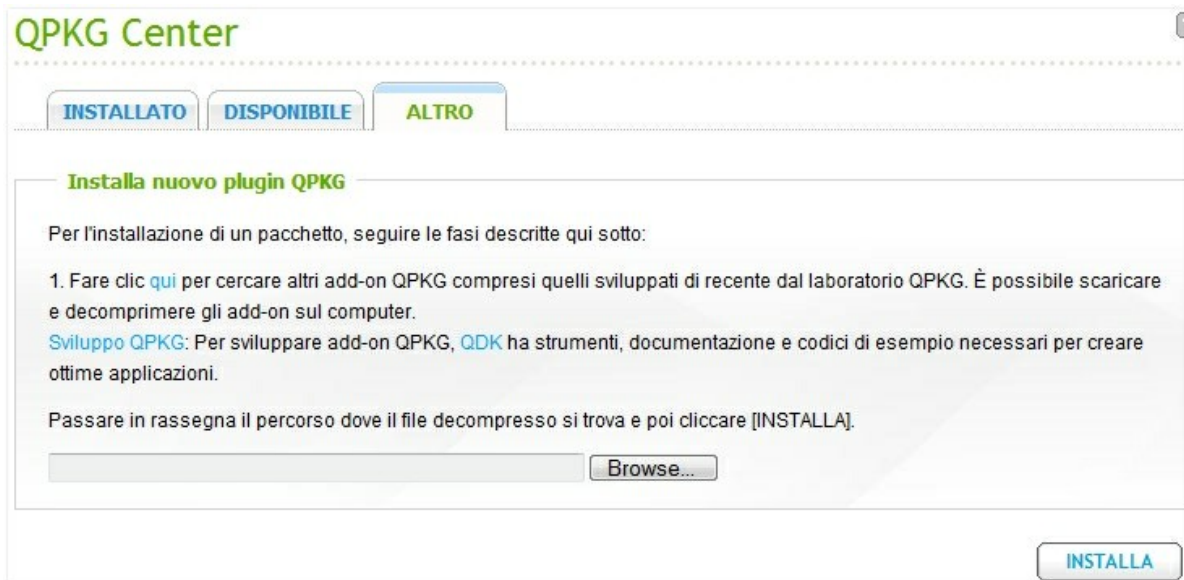 QPKG Center
INSTALLATO DISPONIBILE ALTRO
Installa nuovo plugin QPKG
Per l'installazione di un pacchetto, seguire le fasi descritte qui sotto:
1. Fare clic qui per cercare altri add-on QPKG compresi quelli sviluppati di recente dal laboratorio QPKG. È possibile scaricare
e decomprimere gli add-on sul computer.
Sviluppo QPKG: Per sviluppare add-on QPKG, QDK ha strumenti, documentazione e codici di esempio necessari per creare
ottime applicazioni.
Passare in rassegna il percorso dove il file decompresso si trova e poi cliccare [INSTALLA].
Browse...
INSTALLA